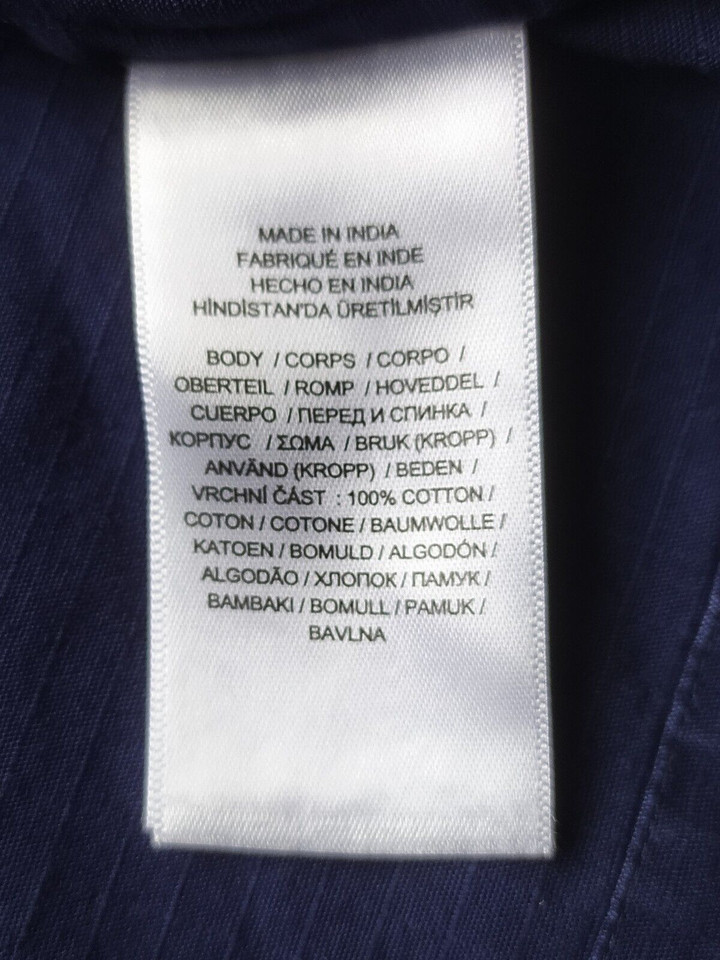 MADE IN INDIA
FABRIQUÉ EN INDE
HECHO EN INDIA
HİNDİSTAN'DA ÜRETİLMİŞTİR
BODY / CORPS / CORPO /
OBERTEIL / ROMP / HOVEDDEL /
CUERPO / ПЕРЕД И СПИНКА /
КОРПУС / ΣΩΜΑ / BRUK (KROPP) /
ANVÄND (KROPP) / BEDEN /
VRCHNÍ ČÁST : 100% COTTON /
COTON / COTONE / BAUMWOLLE /
KATOEN / BOMULD / ALGODÓN /
ALGODÃO / ХЛОПОК / ПАМУК /
BAMBAKI / BOMULL / PAMUK /
BAVLNA